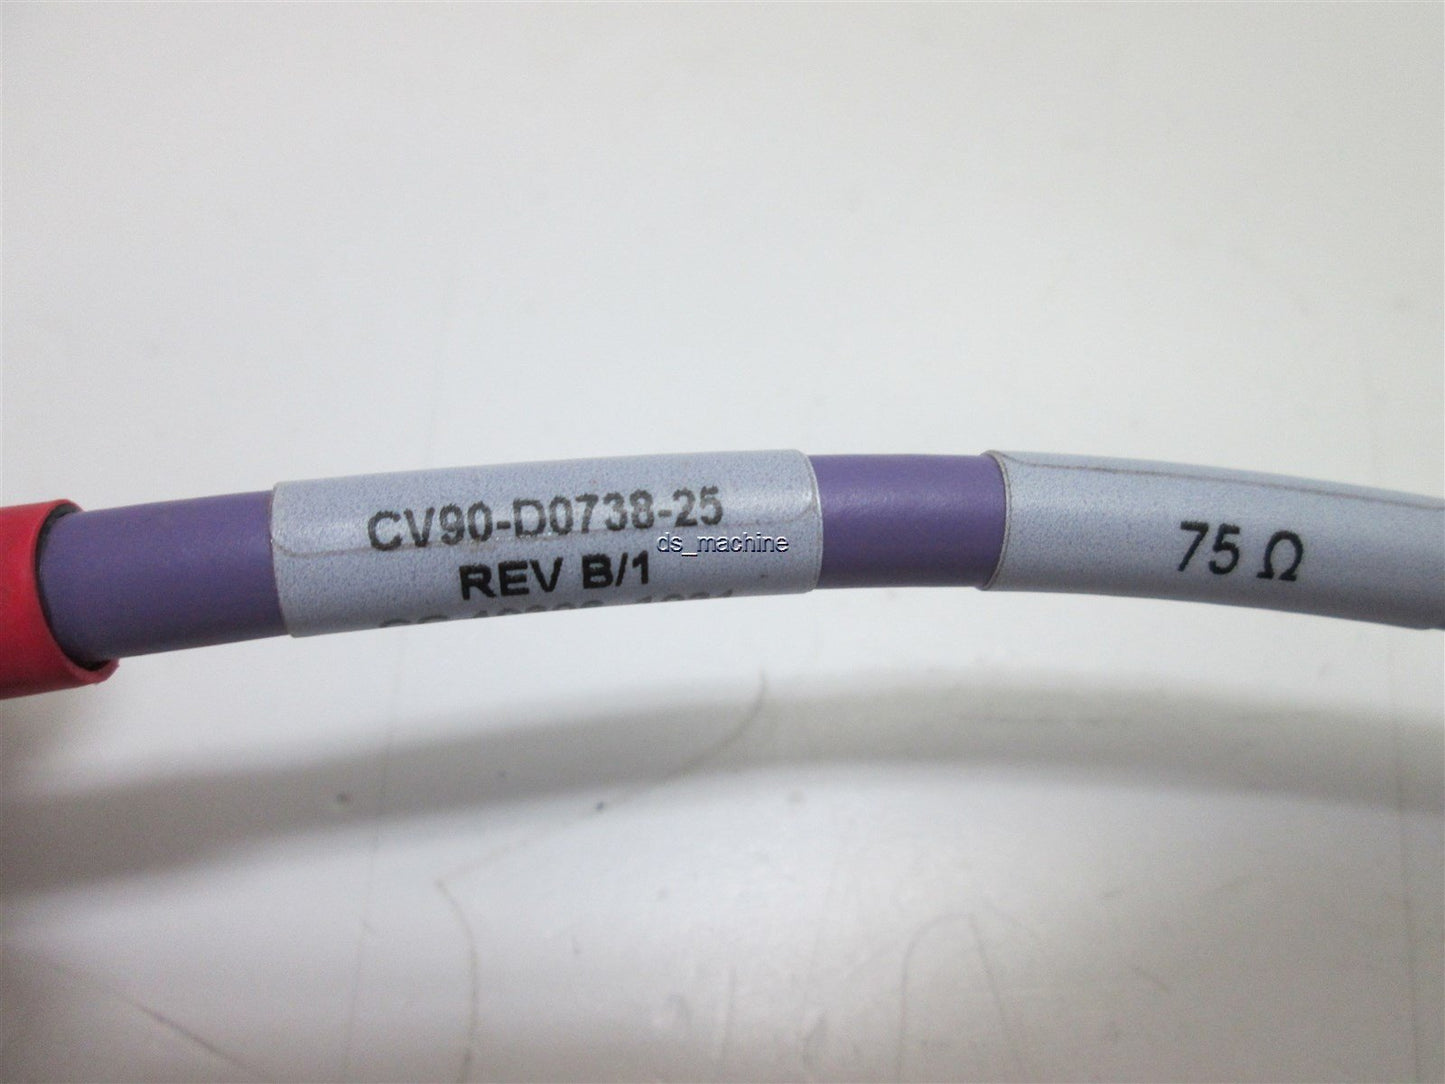 CV90-D0738-25
REV B/1
ds_machine
75 Ω